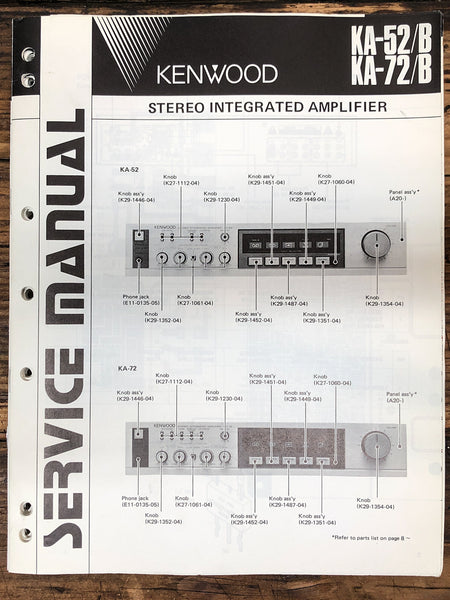 KENWOOD
KA-52/B
KA-72/B
STEREO INTEGRATED AMPLIFIER
SERVICE MANUAL
KA-52
Knob ass'y
(K29-1446-04)
Knob
(K27-1112-04)
Knob
(K29-1230-04)
Knob ass'y
(K29-1451-04)
Knob ass'y
(K29-1449-04)
Knob
(K27-1060-04)
Panel ass'y*
(A20-)
KENWOOD
Phone jack
(E11-0135-05)
Knob
(K29-1352-04)
Knob
(K27-1061-04)
Knob ass'y
(K29-1452-04)
Knob ass'y
(K29-1487-04)
Knob ass'y
(K29-1351-04)
Knob
(K29-1354-04)
KA-72
Knob ass'y
(K29-1446-04)
Knob
(K27-1112-04)
Knob
(K29-1230-04)
Knob ass'y
(K29-1451-04)
Knob ass'y
(K29-1449-04)
Knob
(K27-1060-04)
Panel ass'y*
(A20-)
KENWOOD
Phone jack
(E11-0135-05)
Knob
(K29-1352-04)
Knob
(K27-1061-04)
Knob ass'y
(K29-1452-04)
Knob ass'y
(K29-1487-04)
Knob ass'y
(K29-1351-04)
Knob
(K29-1354-04)
*Refer to parts list on page 8 ~